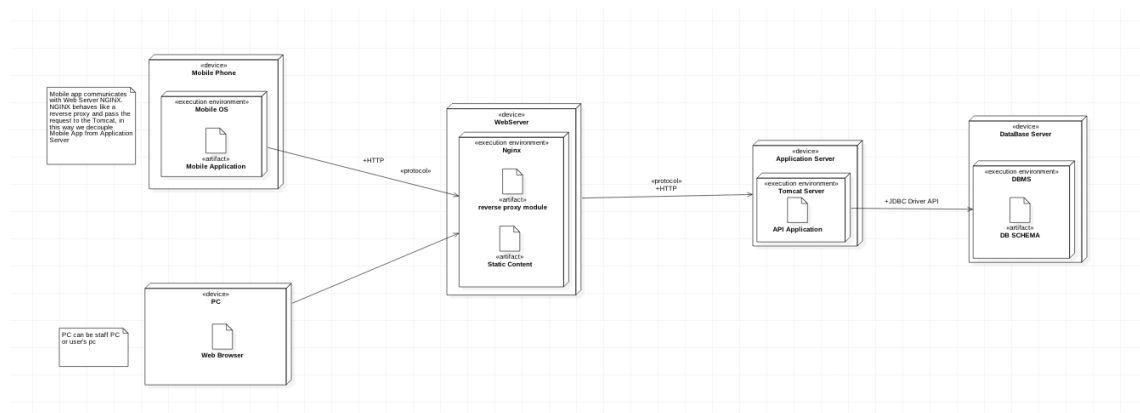 Mobile app communicates
with Web Server NGINX.
NGINX behaves like a
reverse proxy and pass the
request to the Tomcat, in
this way we decouple
Mobile App from Application
Server
«device»
Mobile Phone
«execution environment»
Mobile OS
«artifact»
Mobile Application
+HTTP
«protocol»
PC can be staff PC
or user's pc
«device»
PC
Web Browser
«device»
WebServer
«execution environment»
Nginx
«artifact»
reverse proxy module
«artifact»
Static Content
«protocol»
+HTTP
«device»
Application Server
«execution environment»
Tomcat Server
API Application
+JDBC Driver API
«device»
DataBase Server
«execution environment»
DBMS
«artifact»
DB SCHEMA